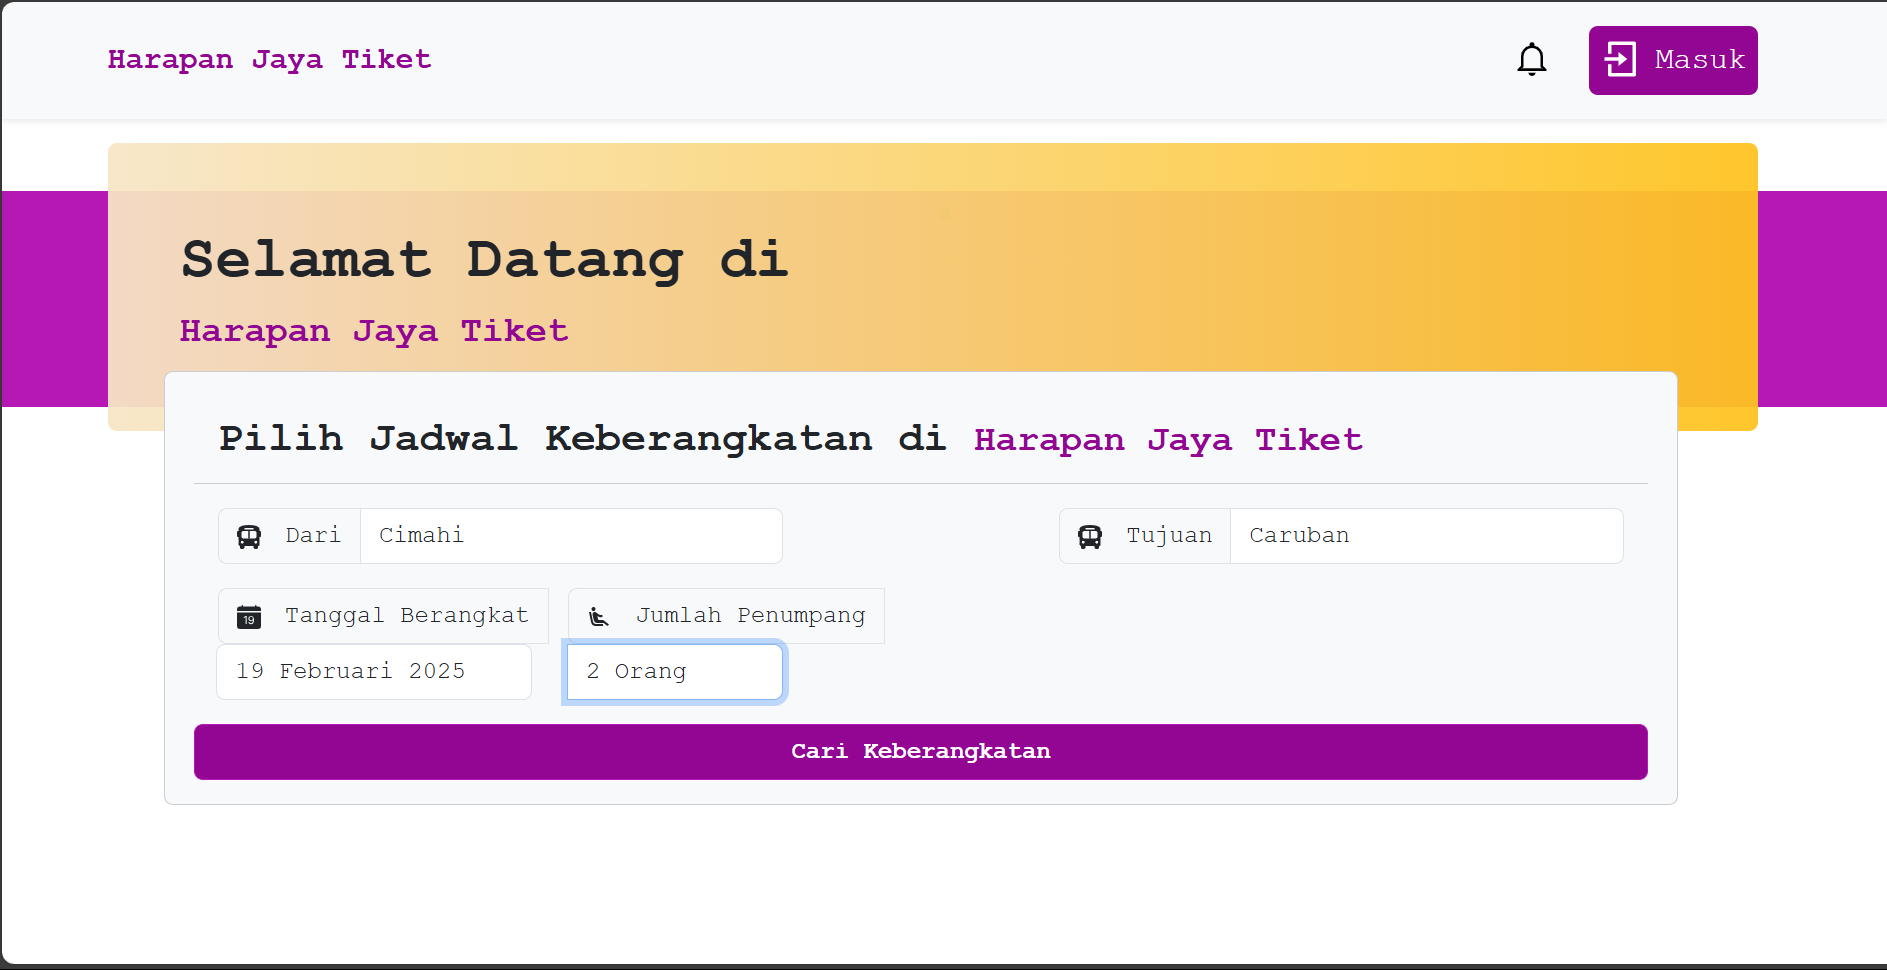 Harapan Jaya Tiket
Masuk
Selamat Datang di
Harapan Jaya Tiket
Pilih Jadwal Keberangkatan di Harapan Jaya Tiket
Dari Cimahi
Tujuan Caruban
19 Tanggal Berangkat
19 Februari 2025
Jumlah Penumpang
2 Orang
Cari Keberangkatan